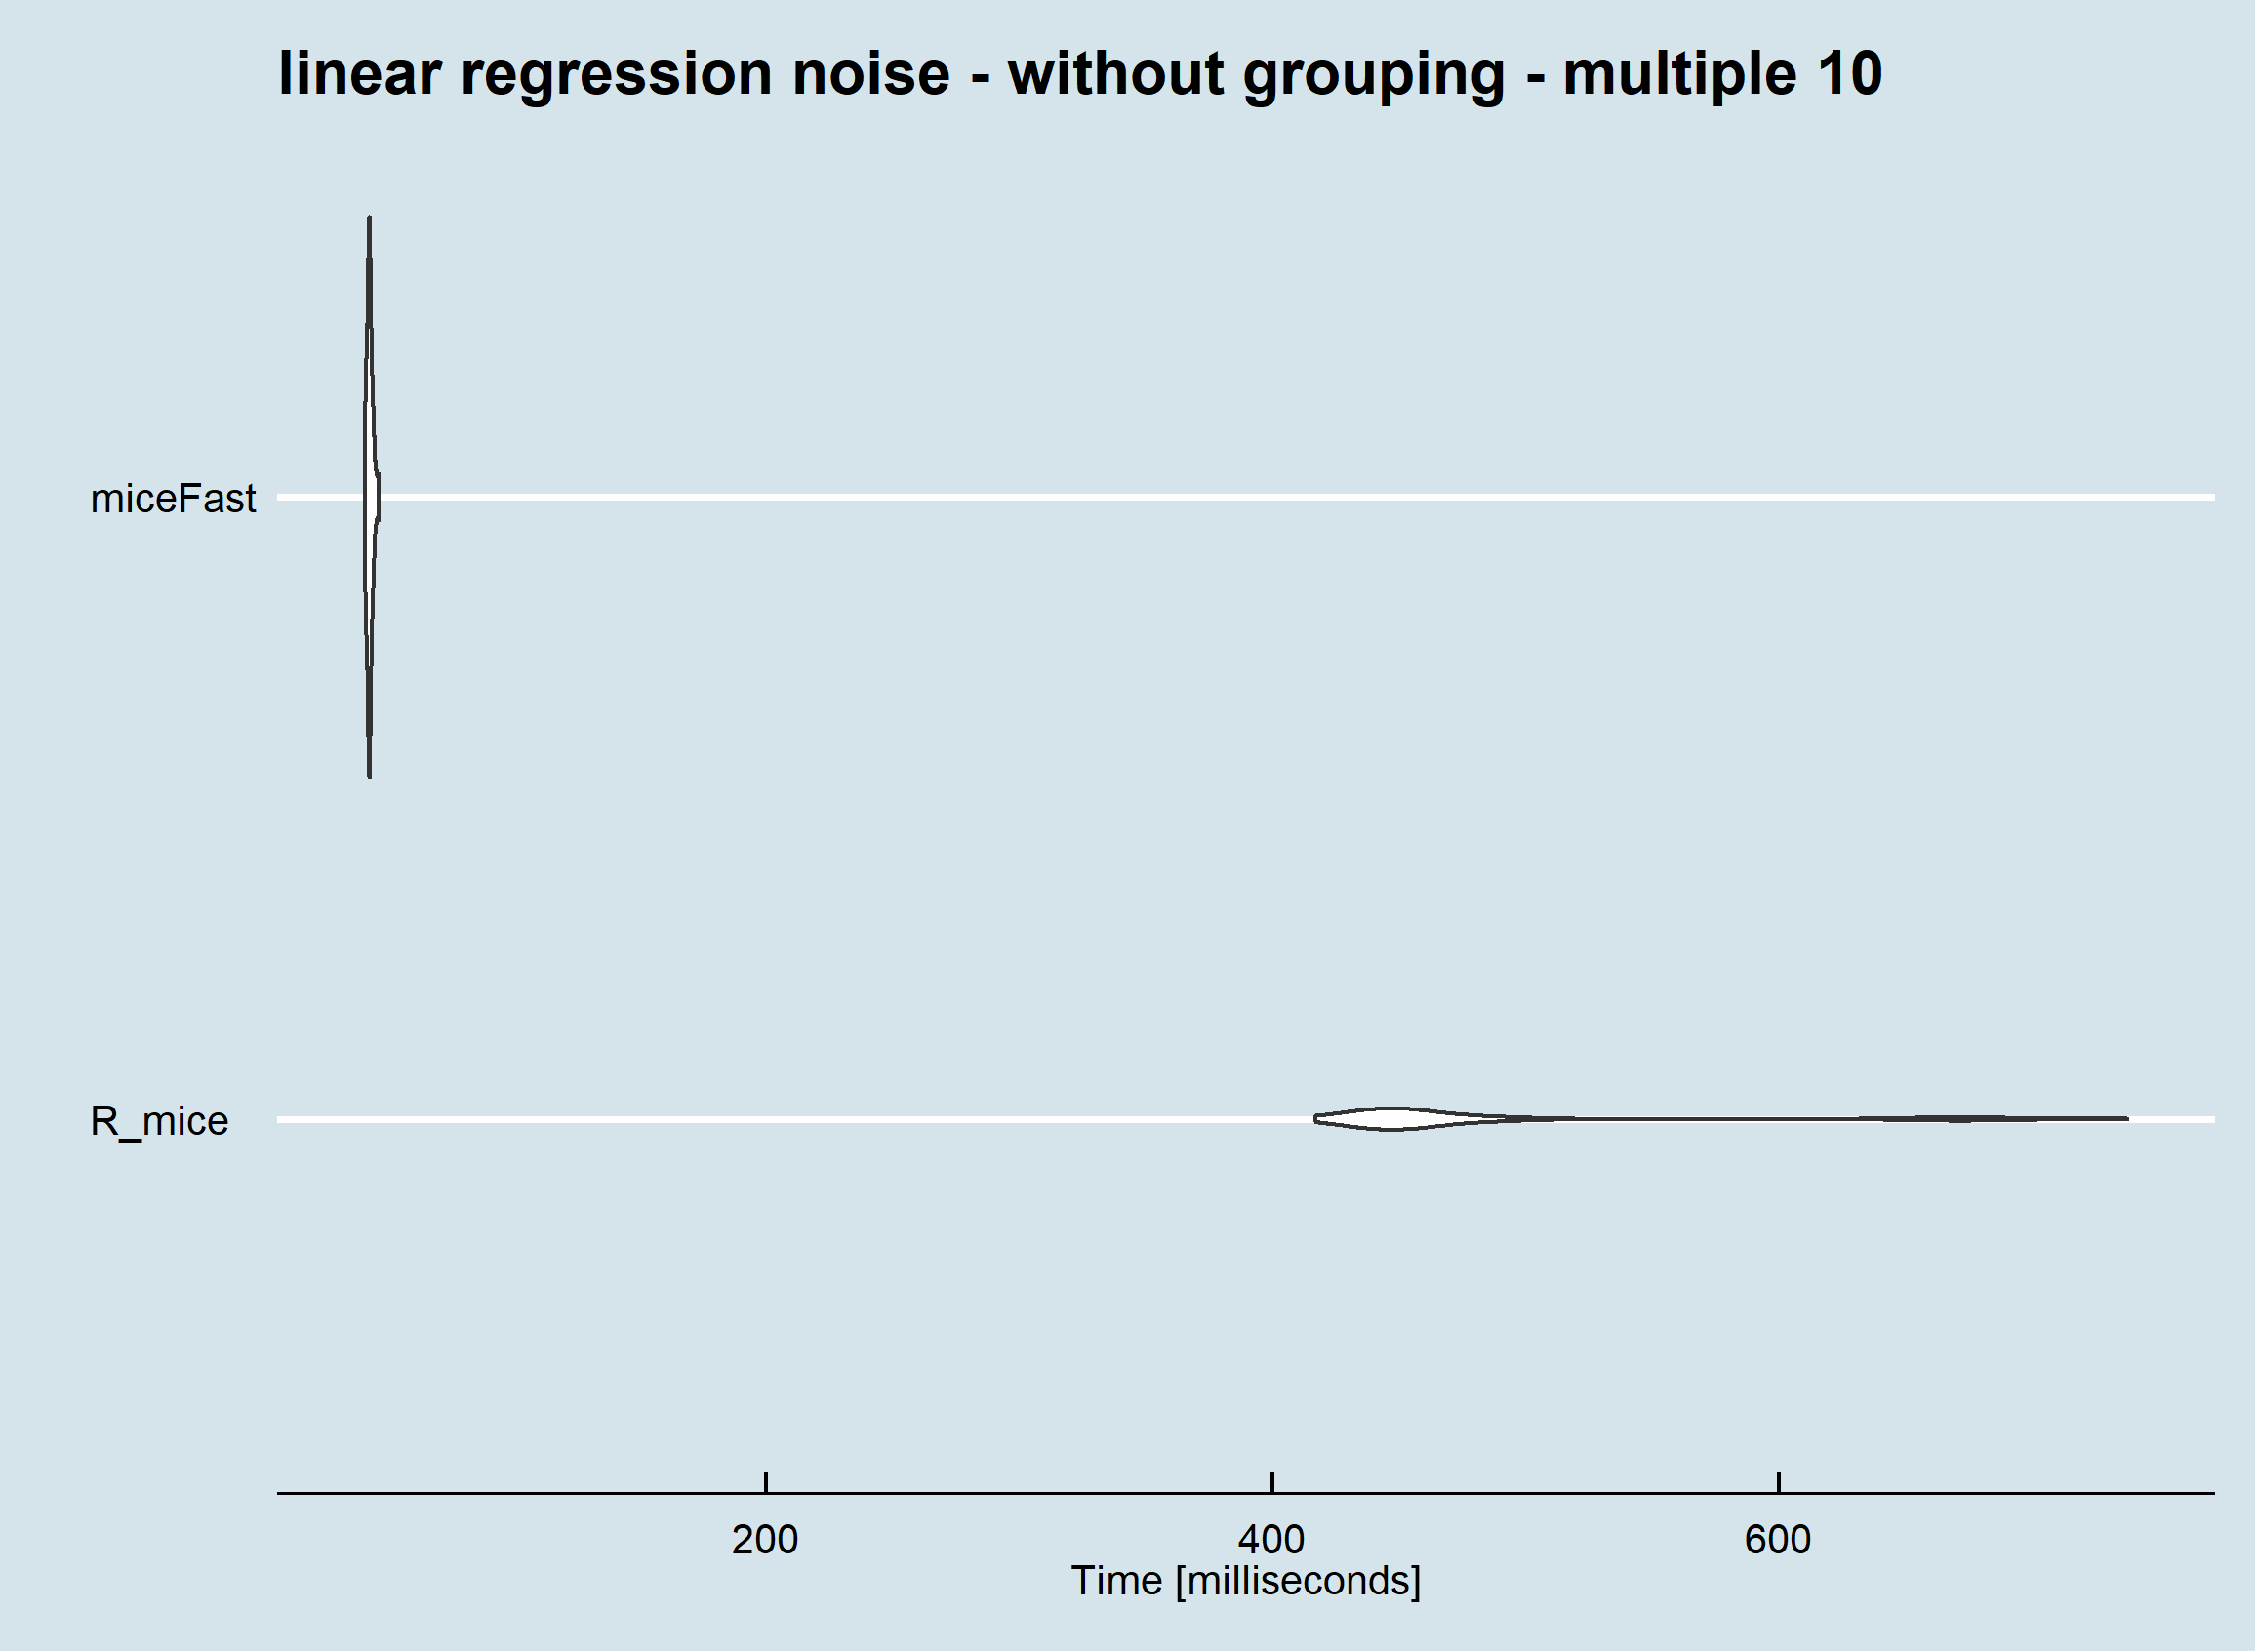 linear regression noise - without grouping - multiple 10
miceFast
R_mice
200 400 600
Time [milliseconds]